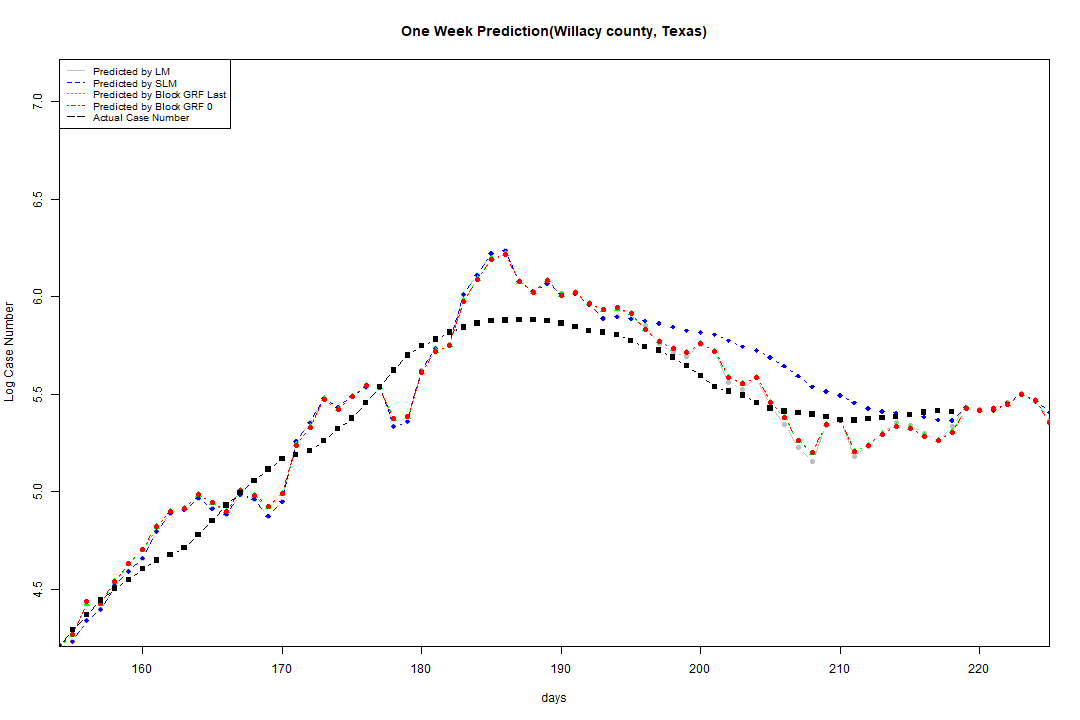 One Week Prediction(Willacy county, Texas)
Predicted by LM
Predicted by SLM
Predicted by Block GRF Last
Predicted by Block GRF 0
Actual Case Number
7.0
6.5
6.0
5.5
5.0
4.5
Log Case Number
160 170 180 190 200 210 220
days